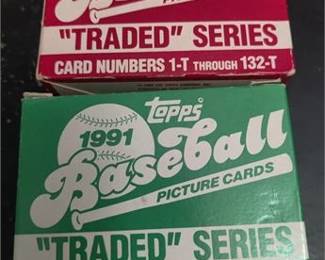 "TRADED" SERIES
CARD NUMBERS 1-T THROUGH 132-T
TOPPS
1991
Baseball
PICTURE CARDS
"TRADED" SERIES